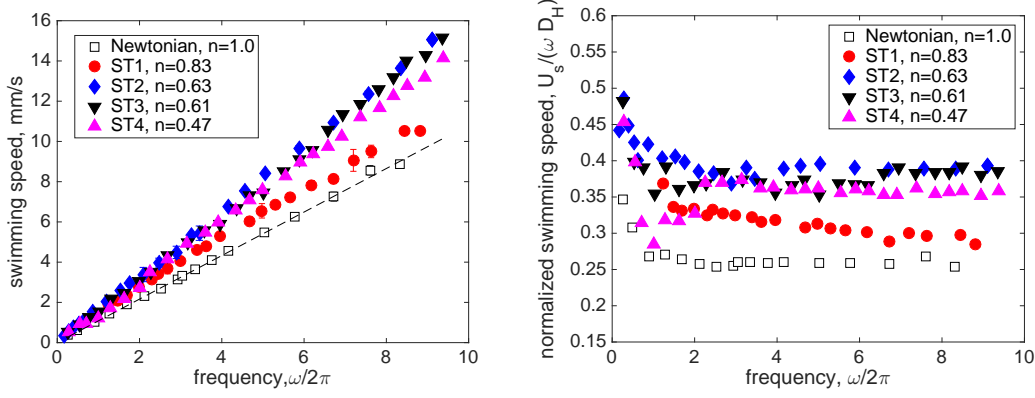 16
14
12
10
8
6
4
2
0
swimming speed, mm/s
Newtonian, n=1.0
ST1, n=0.83
ST2, n=0.63
ST3, n=0.61
ST4, n=0.47
0 2 4 6 8 10
frequency,ω/2π
0.6
0.55
0.5
0.45
0.4
0.35
0.3
0.25
0.2
0.15
normalized swimming speed, U_s/(ω D_H)
Newtonian, n=1.0
ST1, n=0.83
ST2, n=0.63
ST3, n=0.61
ST4, n=0.47
0 2 4 6 8 10
frequency, ω/2π